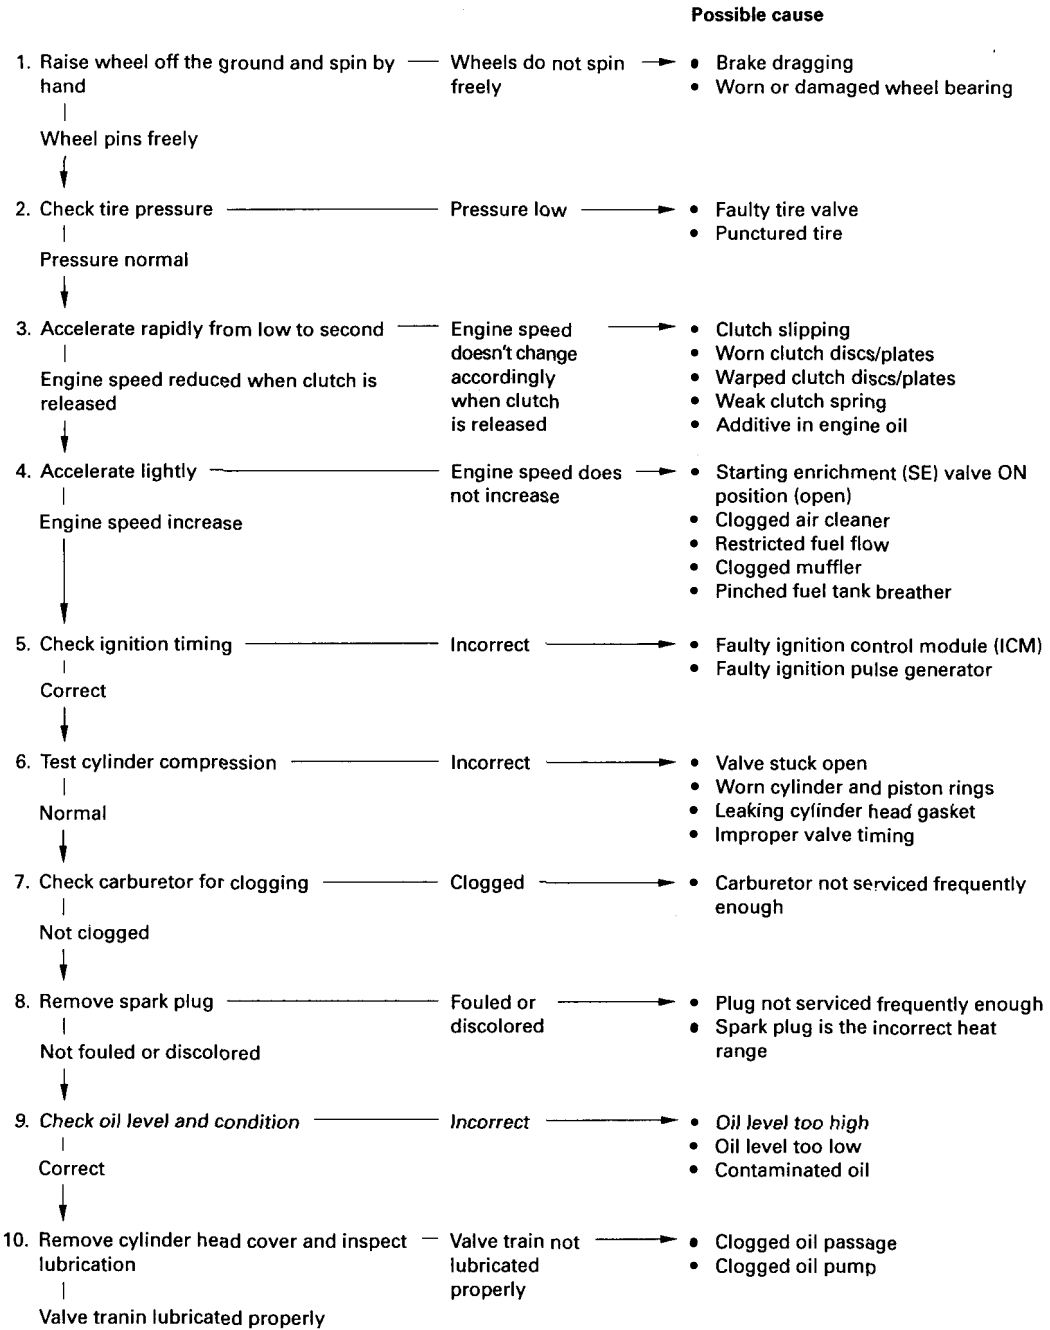 Possible cause
1. Raise wheel off the ground and spin by
hand
Wheels do not spin
freely
• Brake dragging
• Worn or damaged wheel bearing
Wheel pins freely
2. Check tire pressure
Pressure low
• Faulty tire valve
• Punctured tire
Pressure normal
3. Accelerate rapidly from low to second
Engine speed
doesn't change
accordingly
when clutch
is released
• Clutch slipping
• Worn clutch discs/plates
• Warped clutch discs/plates
• Weak clutch spring
• Additive in engine oil
Engine speed reduced when clutch is
released
4. Accelerate lightly
Engine speed does
not increase
• Starting enrichment (SE) valve ON
position (open)
• Clogged air cleaner
• Restricted fuel flow
• Clogged muffler
• Pinched fuel tank breather
Engine speed increase
5. Check ignition timing
Incorrect
• Faulty ignition control module (ICM)
• Faulty ignition pulse generator
Correct
6. Test cylinder compression
Incorrect
• Valve stuck open
• Worn cylinder and piston rings
• Leaking cylinder head gasket
• Improper valve timing
Normal
7. Check carburetor for clogging
Clogged
• Carburetor not serviced frequently
enough
Not clogged
8. Remove spark plug
Fouled or
discolored
• Plug not serviced frequently enough
• Spark plug is the incorrect heat
range
Not fouled or discolored
9. Check oil level and condition
Incorrect
• Oil level too high
• Oil level too low
• Contaminated oil
Correct
10. Remove cylinder head cover and inspect
lubrication
Valve train not
lubricated
properly
• Clogged oil passage
• Clogged oil pump
Valve tranin lubricated properly